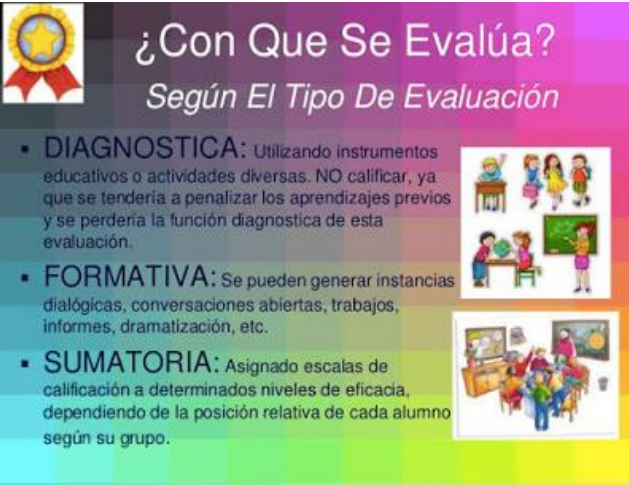 ¿Con Que Se Evalúa?
Según El Tipo De Evaluación
▪ DIAGNOSTICA: Utilizando instrumentos
educativos o actividades diversas. NO calificar, ya
que se tendería a penalizar los aprendizajes previos
y se perdería la función diagnostica de esta
evaluación.
▪ FORMATIVA: Se pueden generar instancias
dialógicas, conversaciones abiertas, trabajos,
informes, dramatización, etc.
▪ SUMATORIA: Asignado escalas de
calificación a determinados niveles de eficacia,
dependiendo de la posición relativa de cada alumno
según su grupo.